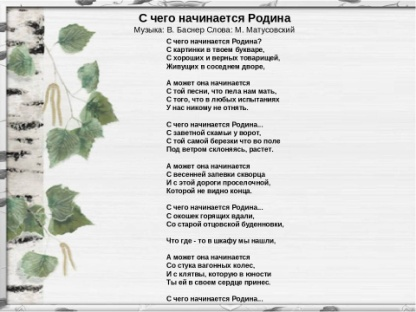 С чего начинается Родина
Музыка: В. Баснер Слова: М. Матусовский
С чего начинается Родина?
С картинки в твоем букваре,
С хороших и верных товарищей,
Живущих в соседнем дворе,
А может она начинается
С той песни, что пела нам мать,
С того, что в любых испытаниях
У нас никому не отнять.
С чего начинается Родина...
С заветной скамьи у ворот,
С той самой березки что во поле
Под ветром склоняясь, растет.
А может она начинается
С весенней запевки скворца
И с этой дороги проселочной,
Которой не видно конца.
С чего начинается Родина...
С окошек горящих вдали,
Со старой отцовской буденновки,
Что где - то в шкафу мы нашли,
А может она начинается
Со стука вагонных колес,
И с клятвы, которую в юности
Ты ей в своем сердце принес.
С чего начинается Родина...